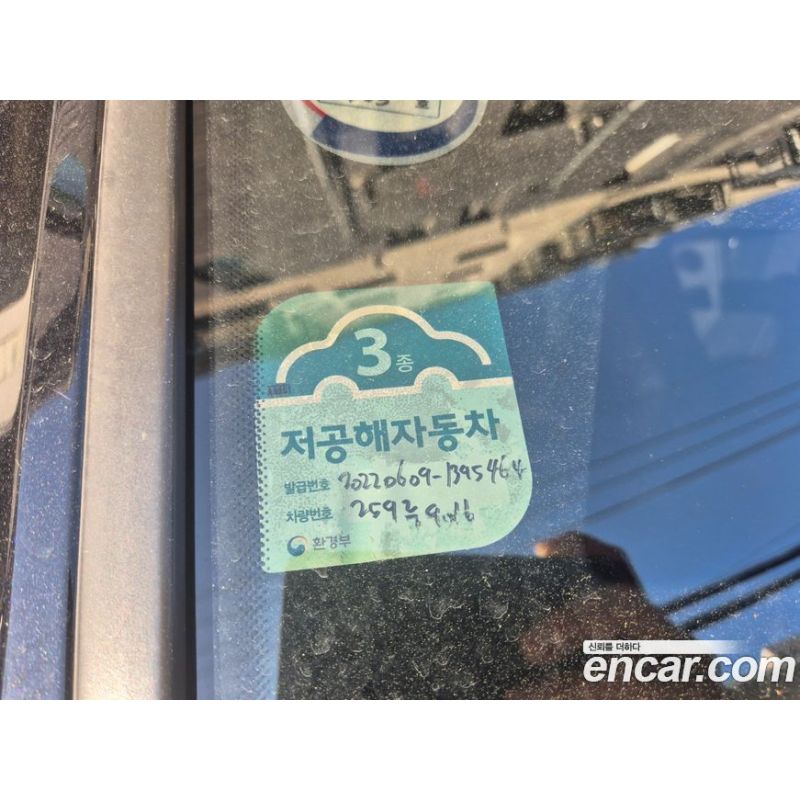 3종
저공해자동차
발급번호 20220609-1395464
차량번호
환경부
신뢰를 더하다
encar.com